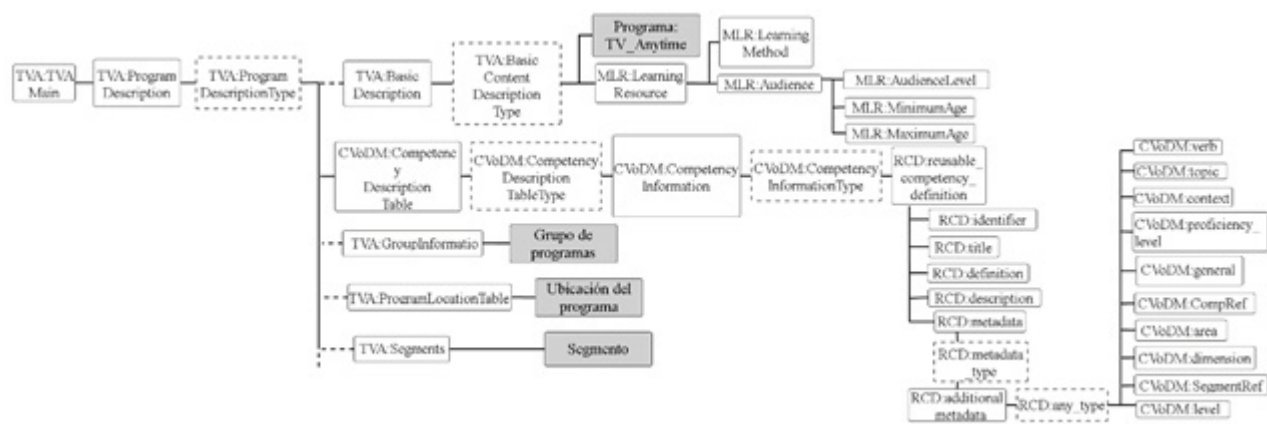 TVA:TVA
Main
TVA:Program
Description
TVA:Program
DescriptionType
TVA:Basic
Description
TVA:Basic
Content
Description
Type
Programa:
TV_Anytime
MLR:Learning
Resource
MLR:Learning
Method
MLR:Audience
MLR:AudienceLevel
MLR:MinimumAge
MLR:MaximumAge
CVoDM:Competenc
y
Description
Table
CVoDM:Competency
Description
TableType
CVoDM:Competency
Information
CVoDM:Competency
InformationType
RCD:reusable_
competency_
definition
RCD:identifier
RCD:title
RCD:definition
RCD:description
RCD:metadata
RCD:metadata
_type
RCD:additional
metadata
RCD:any_type
CVoDM:verb
CVoDM:topic
CVoDM:context
CVoDM:proficiency_
level
CVoDM:general
CVoDM:CompRef
CVoDM:area
CVoDM:dimension
CVoDM:SegmentRef
CVoDM:level
TVA:GroupInformatio
Grupo de
programas
TVA:ProgramLocationTable
Ubicación del
programa
TVA:Segments
Segmento